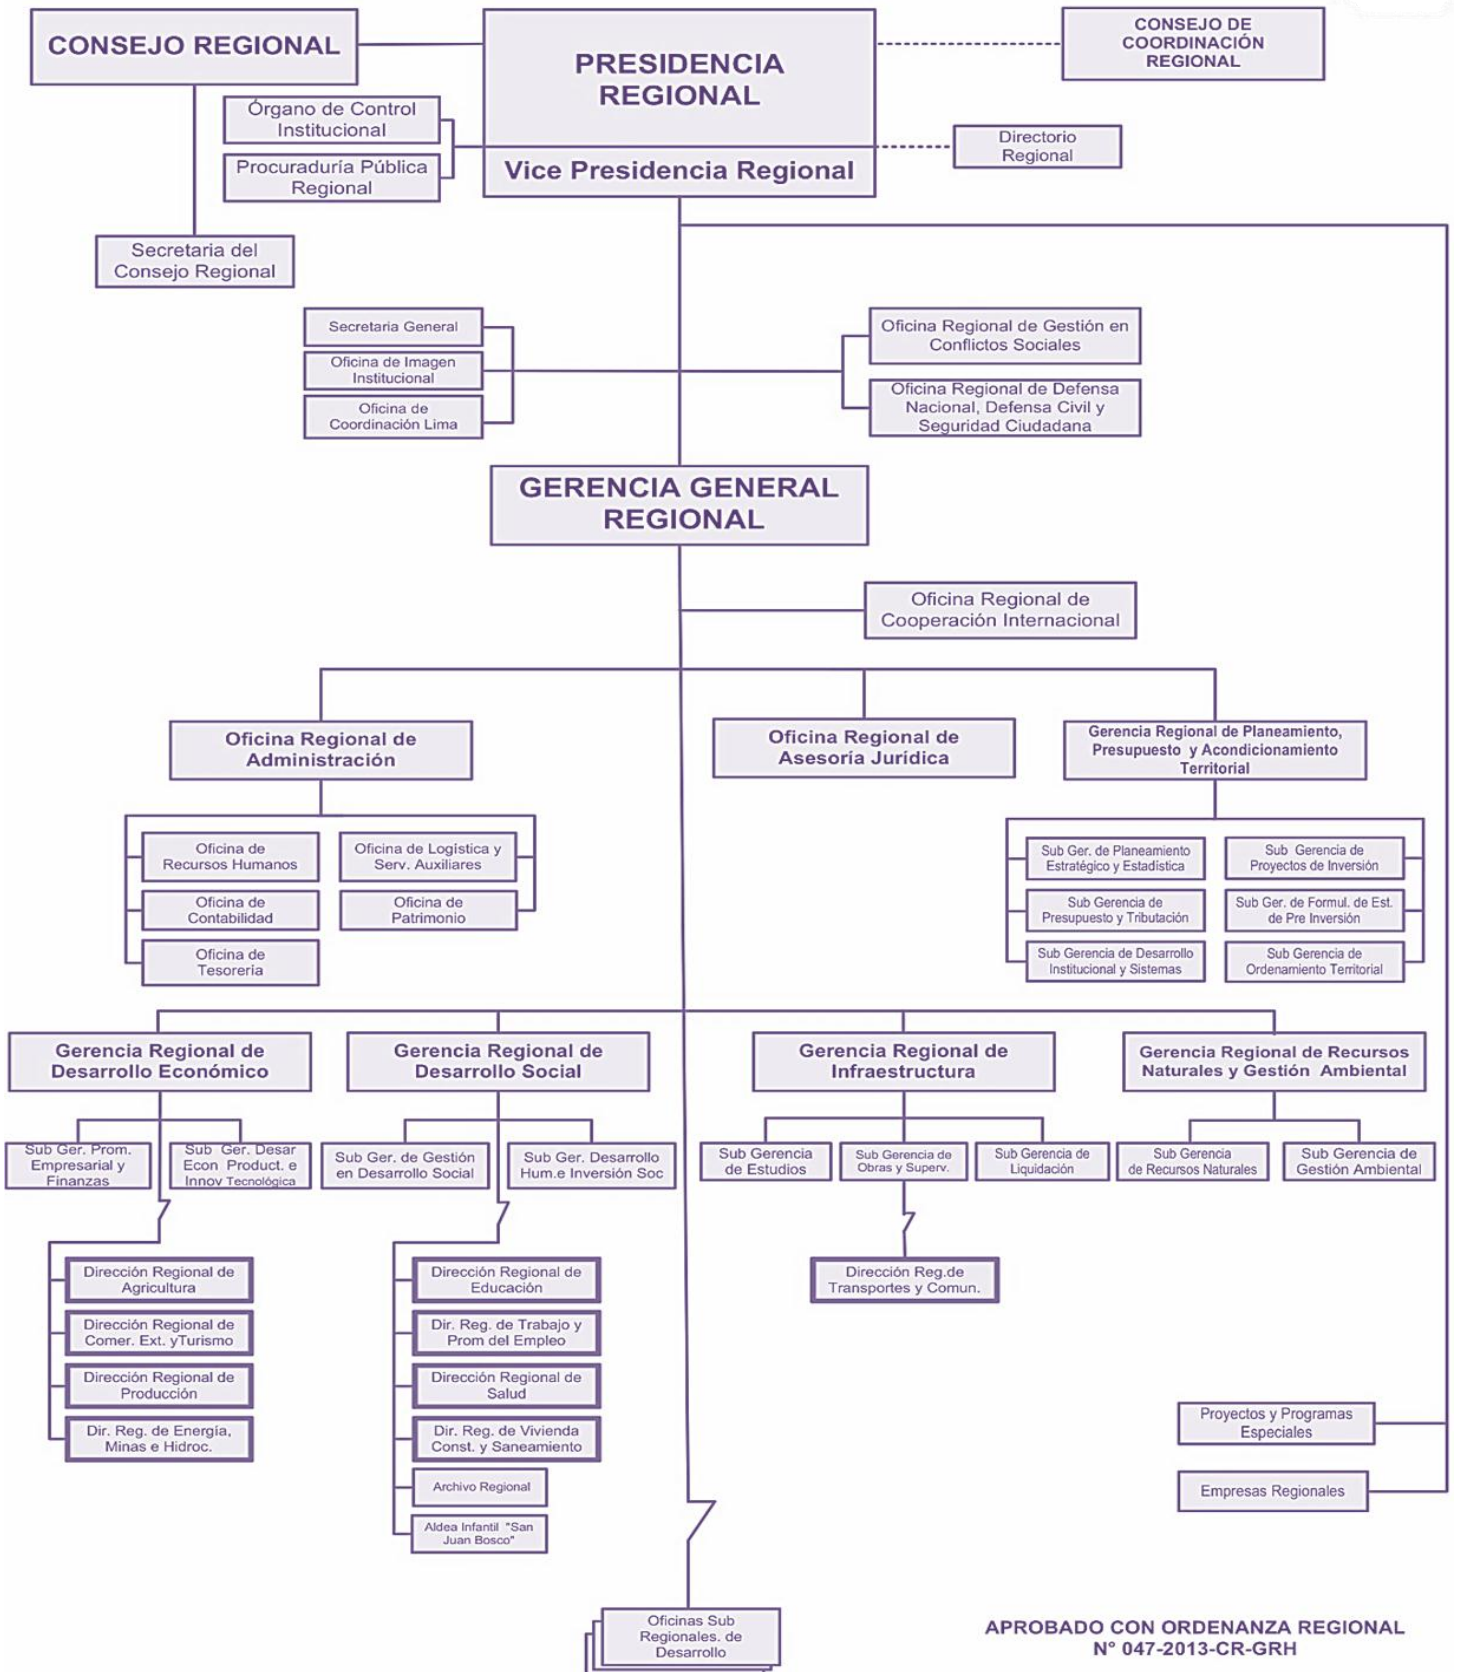 CONSEJO REGIONAL
PRESIDENCIA
REGIONAL
CONSEJO DE
COORDINACIÓN
REGIONAL
Órgano de Control
Institucional
Procuraduría Pública
Regional
Vice Presidencia Regional
Directorio
Regional
Secretaria del
Consejo Regional
Secretaria General
Oficina de Imagen
Institucional
Oficina de
Coordinación Lima
Oficina Regional de Gestión en
Conflictos Sociales
Oficina Regional de Defensa
Nacional, Defensa Civil y
Seguridad Ciudadana
GERENCIA GENERAL
REGIONAL
Oficina Regional de
Cooperación Internacional
Oficina Regional de
Administración
Oficina Regional de
Asesoría Jurídica
Gerencia Regional de Planeamiento,
Presupuesto y Acondicionamiento
Territorial
Oficina de
Recursos Humanos
Oficina de Logística y
Serv. Auxiliares
Oficina de
Contabilidad
Oficina de
Patrimonio
Oficina de
Tesorería
Sub Ger. de Planeamiento
Estratégico y Estadística
Sub Gerencia de
Proyectos de Inversión
Sub Gerencia de
Presupuesto y Tributación
Sub Ger. de Formul. de Est.
de Pre Inversión
Sub Gerencia de Desarrollo
Institucional y Sistemas
Sub Gerencia de
Ordenamiento Territorial
Gerencia Regional de
Desarrollo Económico
Gerencia Regional de
Desarrollo Social
Gerencia Regional de
Infraestructura
Gerencia Regional de Recursos
Naturales y Gestión Ambiental
Sub Ger. Prom.
Empresarial y
Finanzas
Sub Ger. Desar
Econ Product. e
Innov Tecnológica
Sub Ger. de Gestión
en Desarrollo Social
Sub Ger. Desarrollo
Hum.e Inversión Soc
Sub Gerencia
de Estudios
Sub Gerencia de
Obras y Superv.
Sub Gerencia de
Liquidación
Sub Gerencia
de Recursos Naturales
Sub Gerencia de
Gestión Ambiental
Dirección Regional de
Agricultura
Dirección Regional de
Comer. Ext. yTurismo
Dirección Regional de
Producción
Dir. Reg. de Energía,
Minas e Hidroc.
Dirección Regional de
Educación
Dir. Reg. de Trabajo y
Prom del Empleo
Dirección Regional de
Salud
Dir. Reg. de Vivienda
Const. y Saneamiento
Archivo Regional
Aldea Infantil "San
Juan Bosco"
Dirección Reg.de
Transportes y Comun.
Proyectos y Programas
Especiales
Empresas Regionales
Oficinas Sub
Regionales. de
Desarrollo
APROBADO CON ORDENANZA REGIONAL
N° 047-2013-CR-GRH